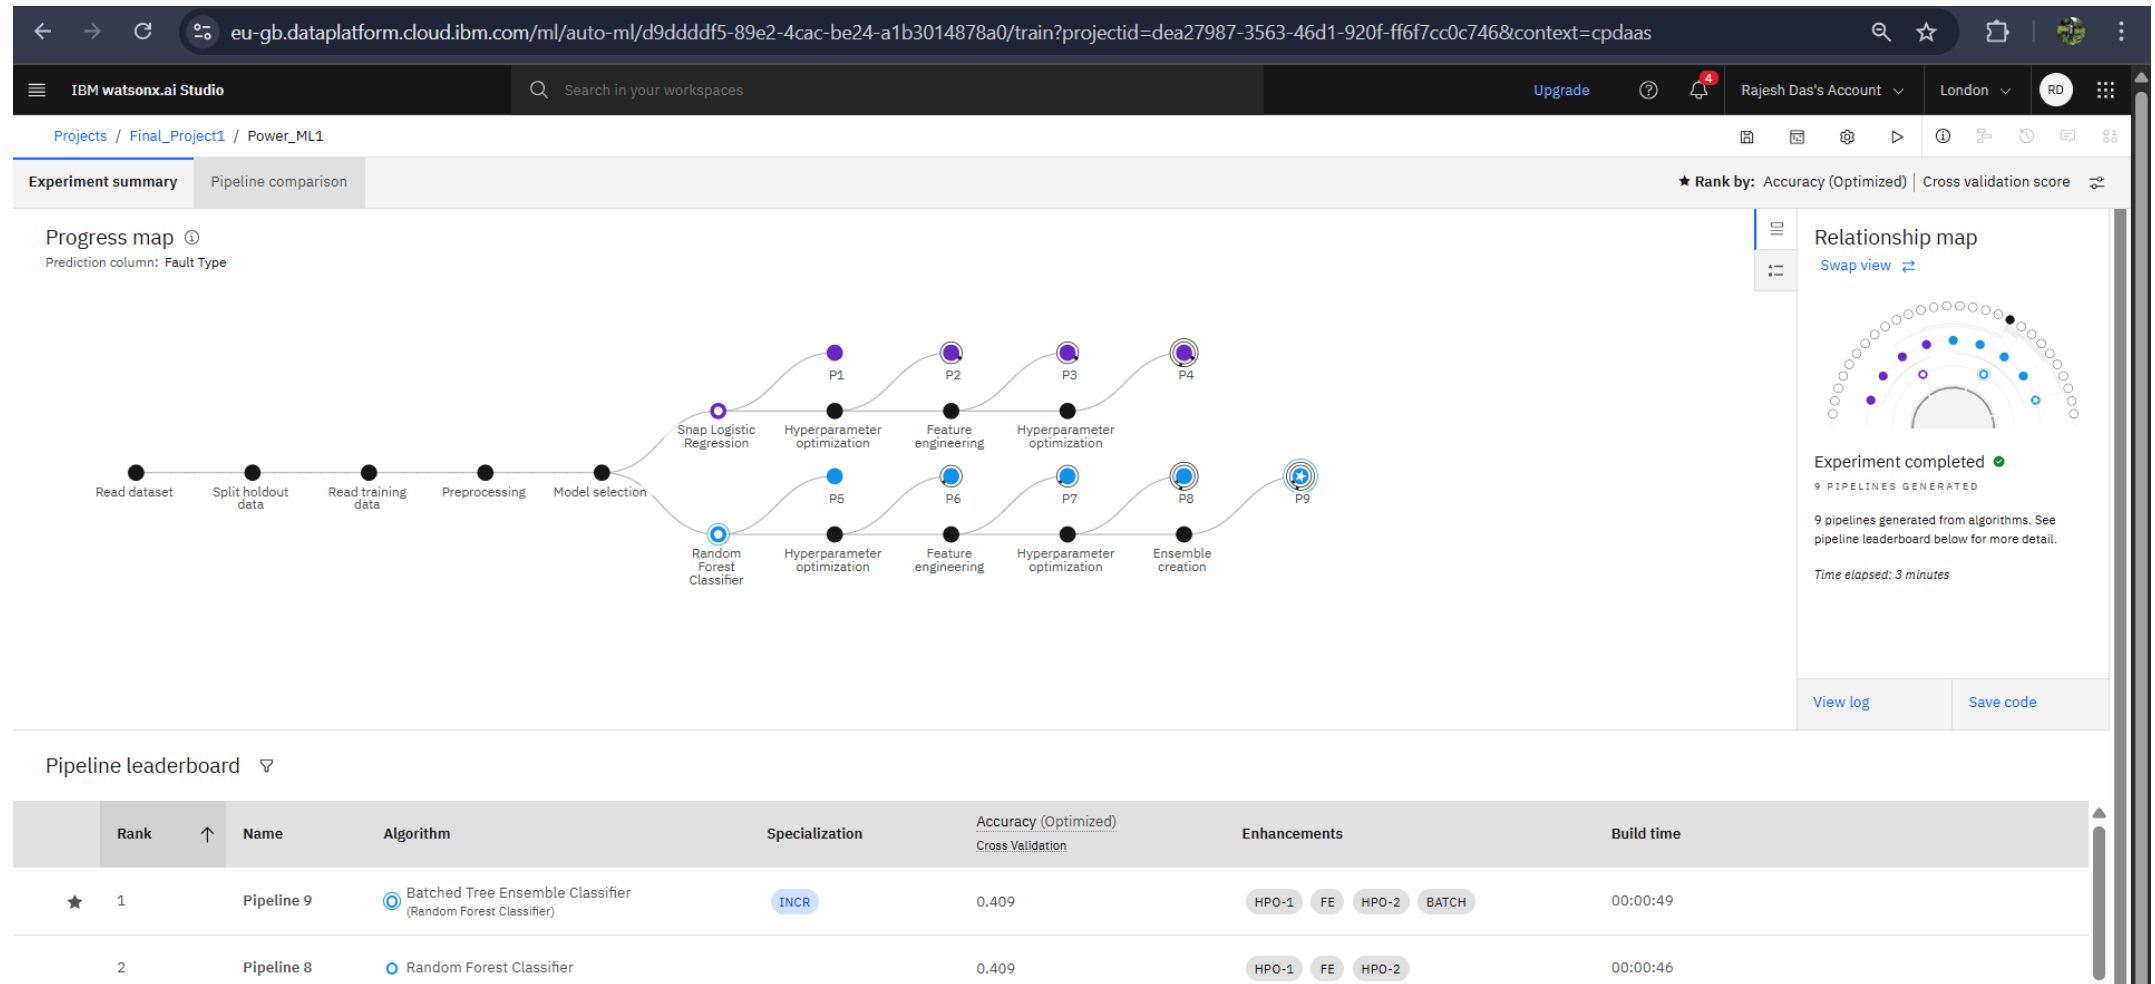 eu-gb.dataplatform.cloud.ibm.com/ml/auto-ml/d9ddddf5-89e2-4cac-be24-a1b3014878a0/train?projectid=dea27987-3563-46d1-920f-ff6f7cc0c746&context=cpdaas
IBM watsonx.ai Studio
Search in your workspaces
Upgrade
4
Rajesh Das's Account
London
RD
Projects / Final_Project1 / Power_ML1
Experiment summary
Pipeline comparison
Rank by: Accuracy (Optimized) | Cross validation score
Progress map
Prediction column: Fault Type
Relationship map
Swap view
P1
P2
P3
P4
Snap Logistic
Regression
Hyperparameter
optimization
Feature
engineering
Hyperparameter
optimization
Read dataset
Split holdout
data
Read training
data
Preprocessing
Model selection
P5
P6
P7
P8
P9
Random
Forest
Classifier
Hyperparameter
optimization
Feature
engineering
Hyperparameter
optimization
Ensemble
creation
Experiment completed
9 PIPELINES GENERATED
9 pipelines generated from algorithms. See
pipeline leaderboard below for more detail.
Time elapsed: 3 minutes
View log
Save code
Pipeline leaderboard
Rank
Name
Algorithm
Specialization
Accuracy (Optimized)
Cross Validation
Enhancements
Build time
1
Pipeline 9
Batched Tree Ensemble Classifier
(Random Forest Classifier)
INCR
0.409
HPO-1 FE HPO-2 BATCH
00:00:49
2
Pipeline 8
Random Forest Classifier
0.409
HPO-1 FE HPO-2
00:00:46